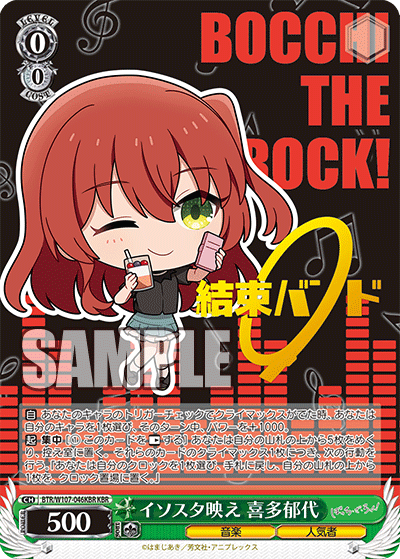 LEVEL
0
0
COST
BOCCHI
THE
ROCK!
結束バンド
SAMPLE
【自】 あなたのキャラのトリガーチェックでクライマックスがでた時、あなたは
自分のキャラを1枚選び、そのターン中、パワーを+1000。
【起】 集中 [① このカードを する] あなたは自分の山札の上から5枚をめく
り、控え室に置く。それらのカードのクライマックス1枚につき、次の行動を
行う。『あなたは自分のクロックを1枚選び、手札に戻し、自分の山札の上から
1枚を、クロック置場に置く。』
CH BTR/W107-046KBR KBR
500
イソスタ映え 喜多郁代
音楽
人気者
©はまじあき/芳文社・アニプレックス